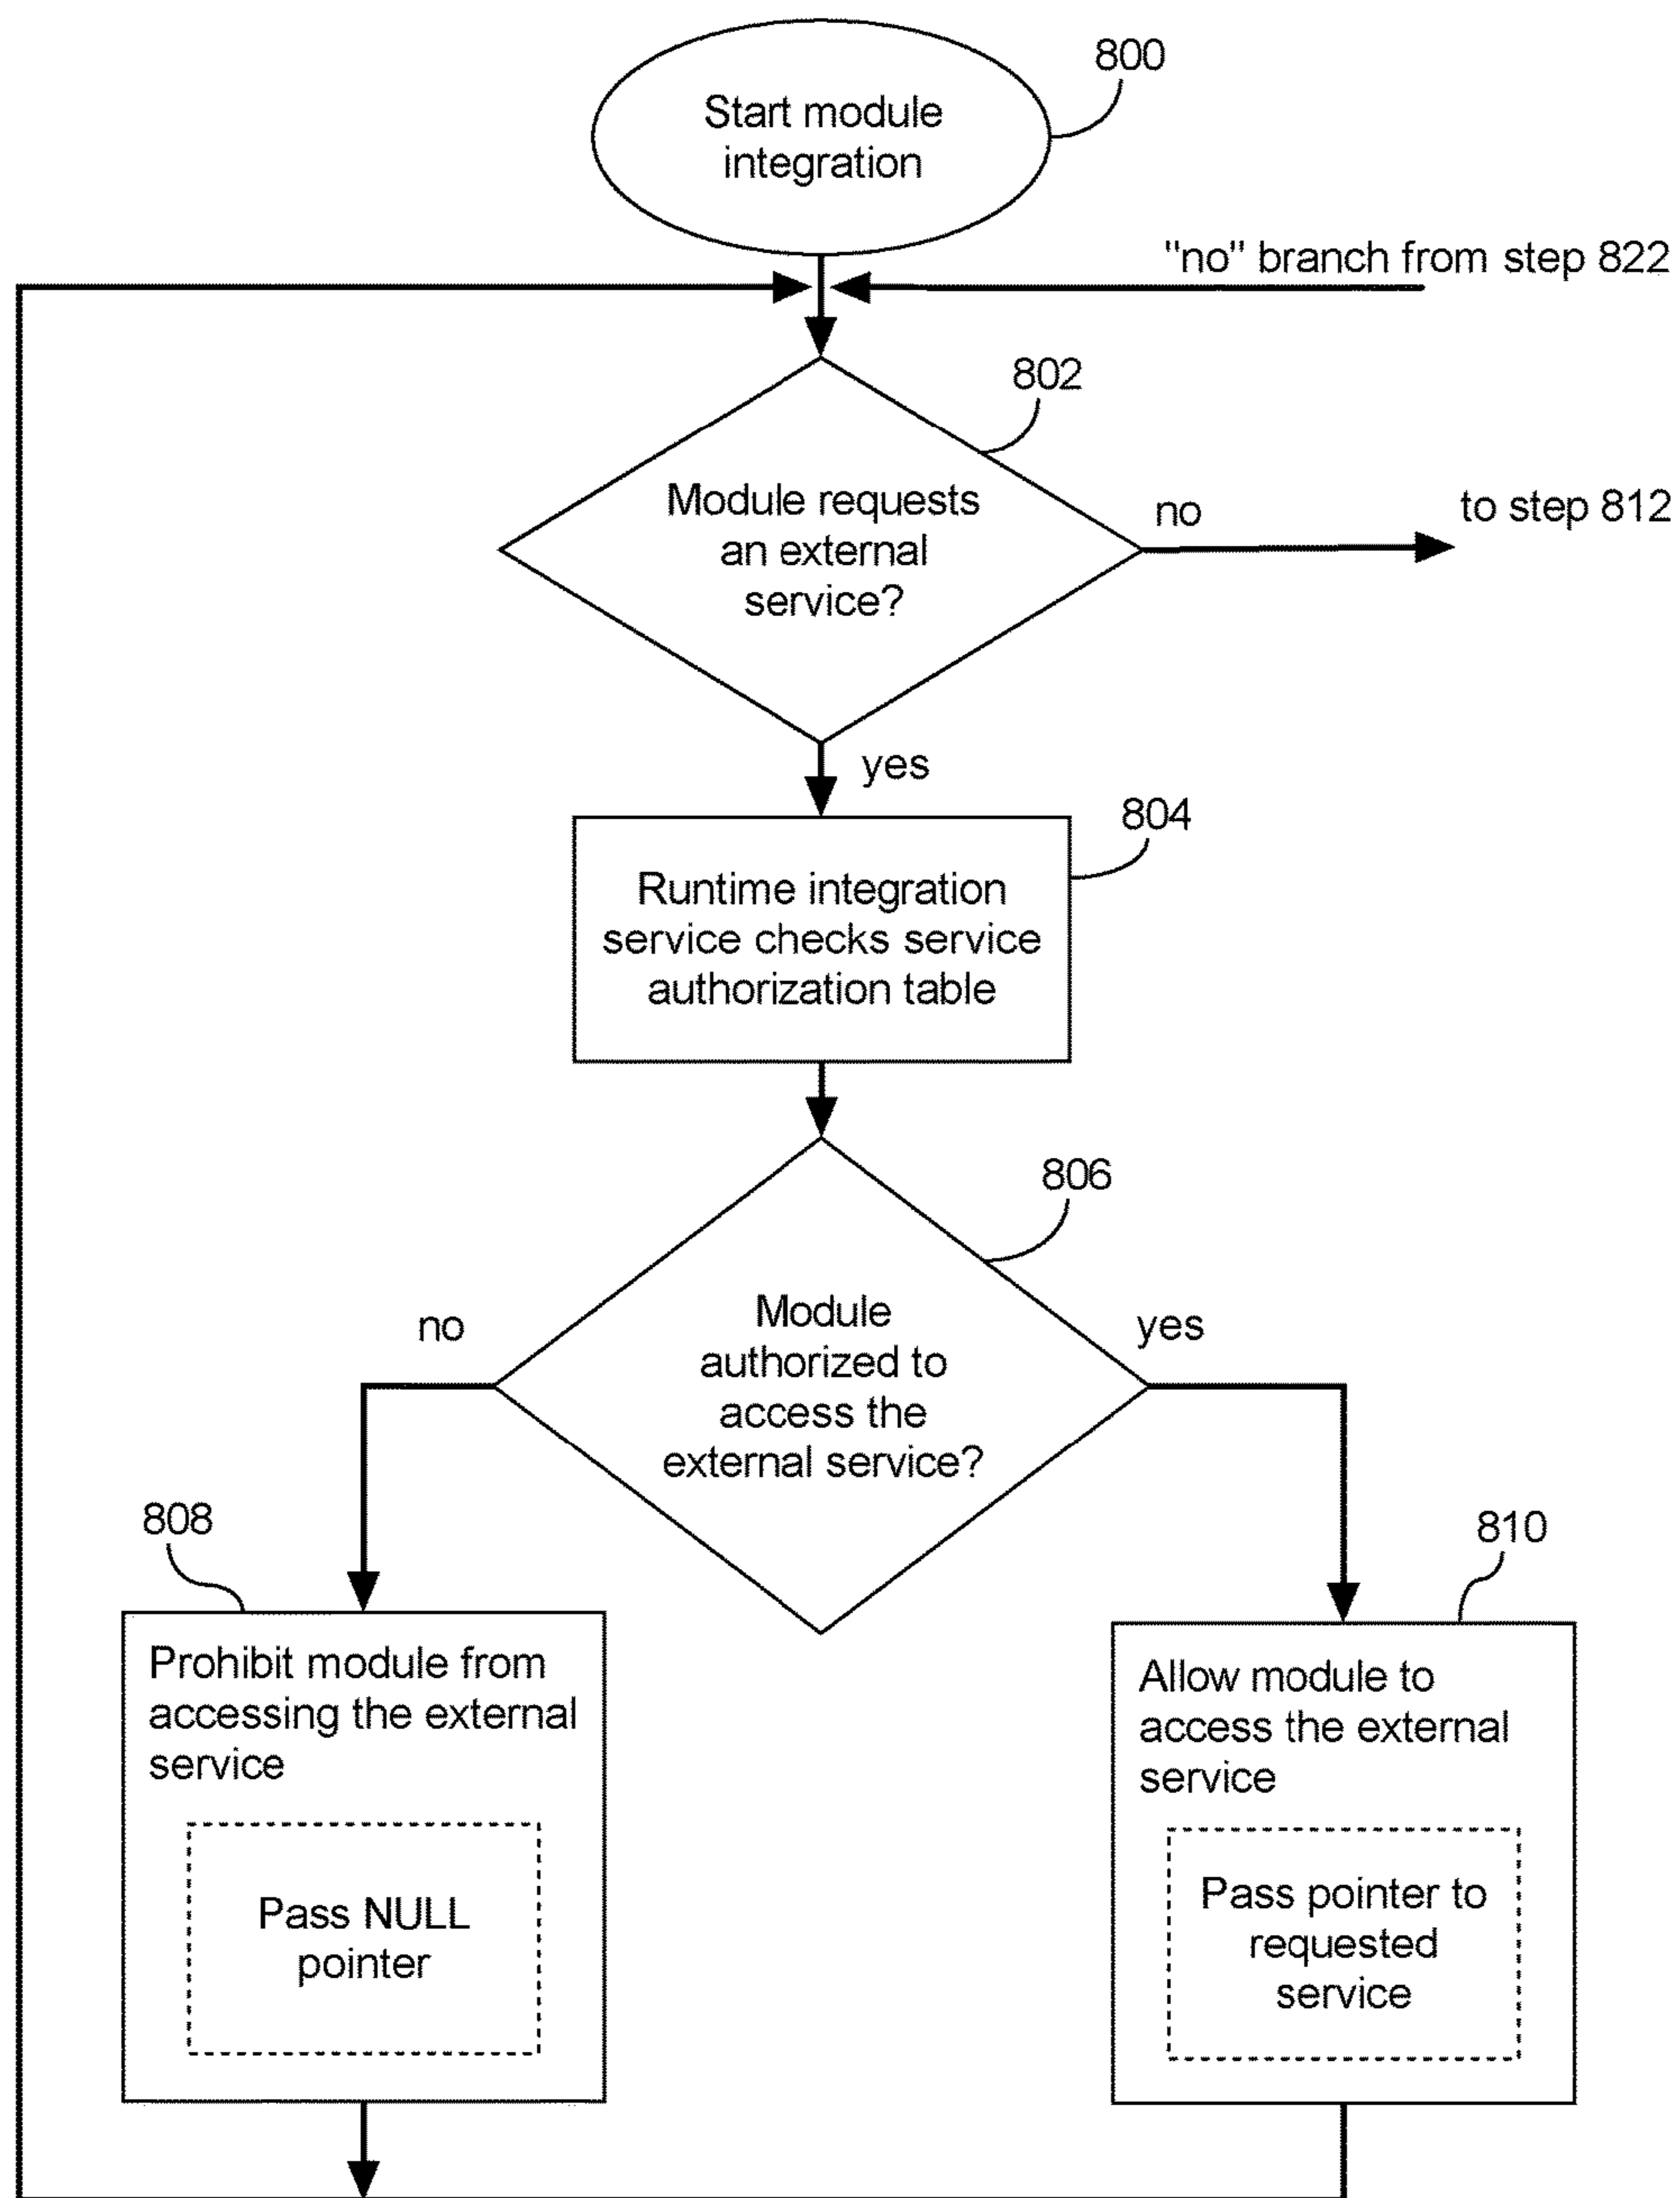 800
Start module
integration
"no" branch from step 822
802
Module requests
an external
service?
no
to step 812
yes
804
Runtime integration
service checks service
authorization table
806
Module
authorized to
access the
external service?
no
yes
808
Prohibit module from
accessing the external
service
Pass NULL
pointer
810
Allow module to
access the external
service
Pass pointer to
requested
service